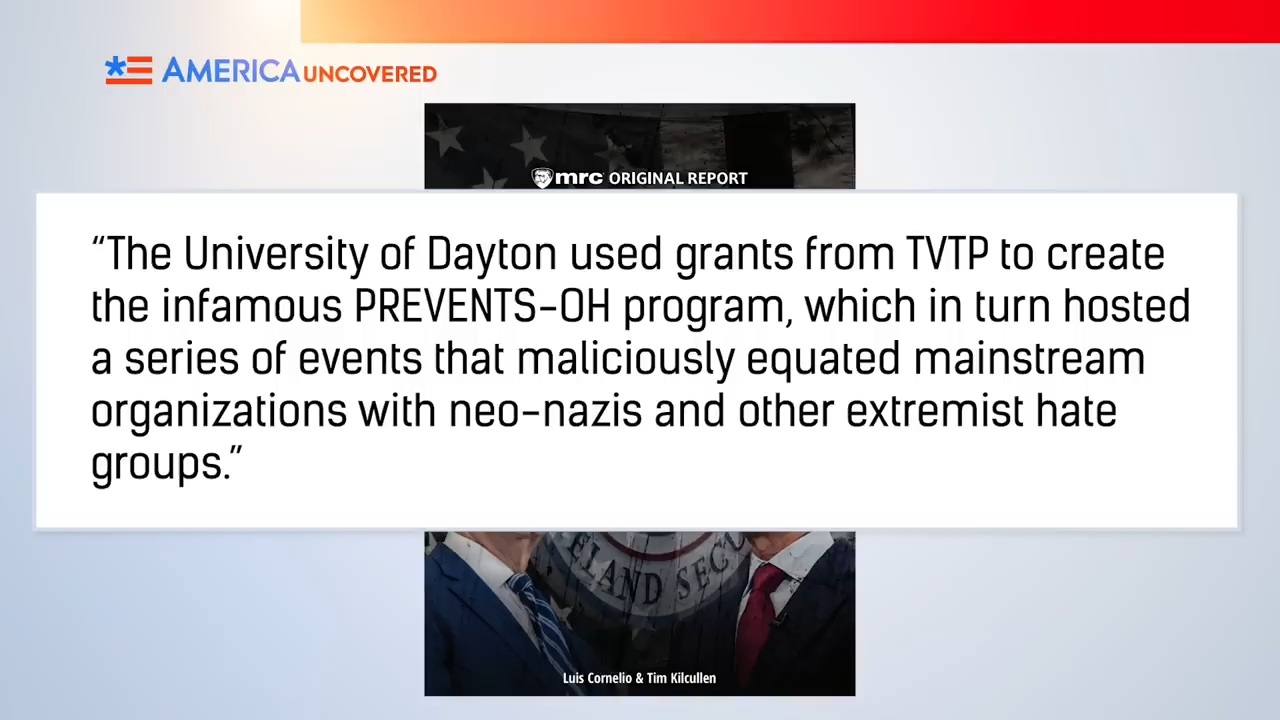 AMERICA UNCOVERED
mrc ORIGINAL REPORT
“The University of Dayton used grants from TVTP to create
the infamous PREVENTS-OH program, which in turn hosted
a series of events that maliciously equated mainstream
organizations with neo-nazis and other extremist hate
groups.”
ELAND SECU
Luis Cornelio & Tim Kilcullen